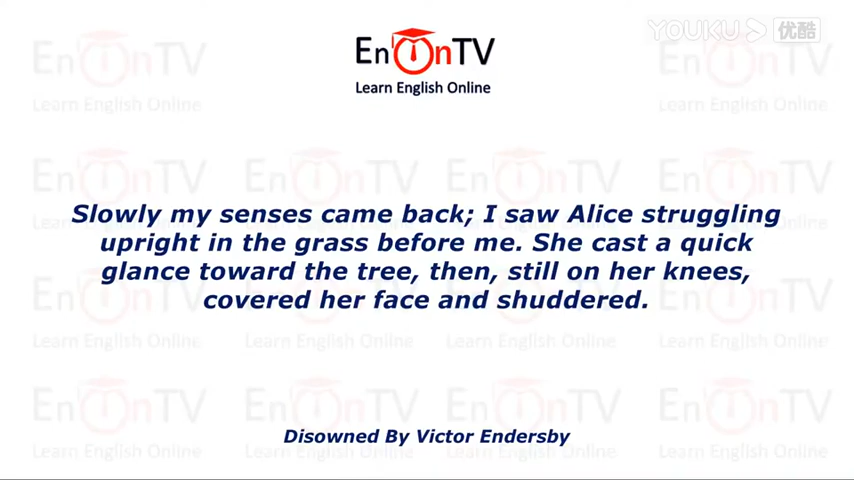 YOUKU 优酷
EnOnTV
Learn English Online
Slowly my senses came back; I saw Alice struggling
upright in the grass before me. She cast a quick
glance toward the tree, then, still on her knees,
covered her face and shuddered.
Disowned By Victor Endersby